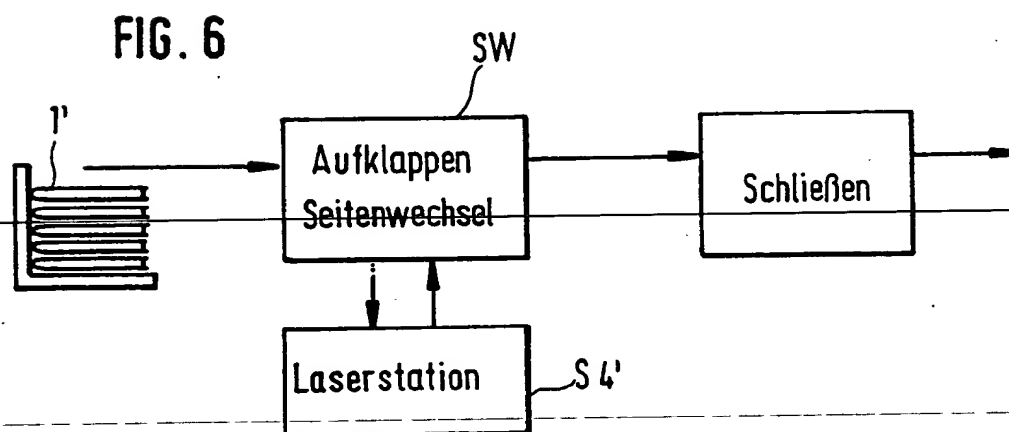 FIG. 6
SW
1'
Aufklappen
Seitenwechsel
Schließen
Laserstation
S 4'